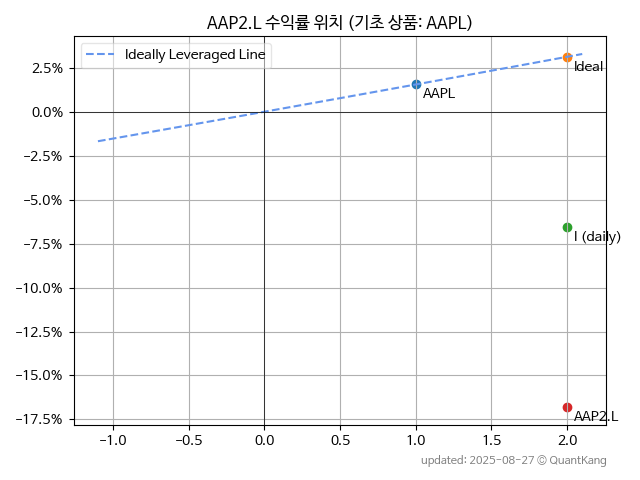 AAP2.L 수익률 위치 (기초 상품: AAPL)
Ideally Leveraged Line
2.5%
0.0%
−2.5%
−5.0%
−7.5%
−10.0%
−12.5%
−15.0%
−17.5%
Ideal
AAPL
I (daily)
AAP2.L
−1.0 −0.5 0.0 0.5 1.0 1.5 2.0
updated: 2025-08-27 © QuantKang